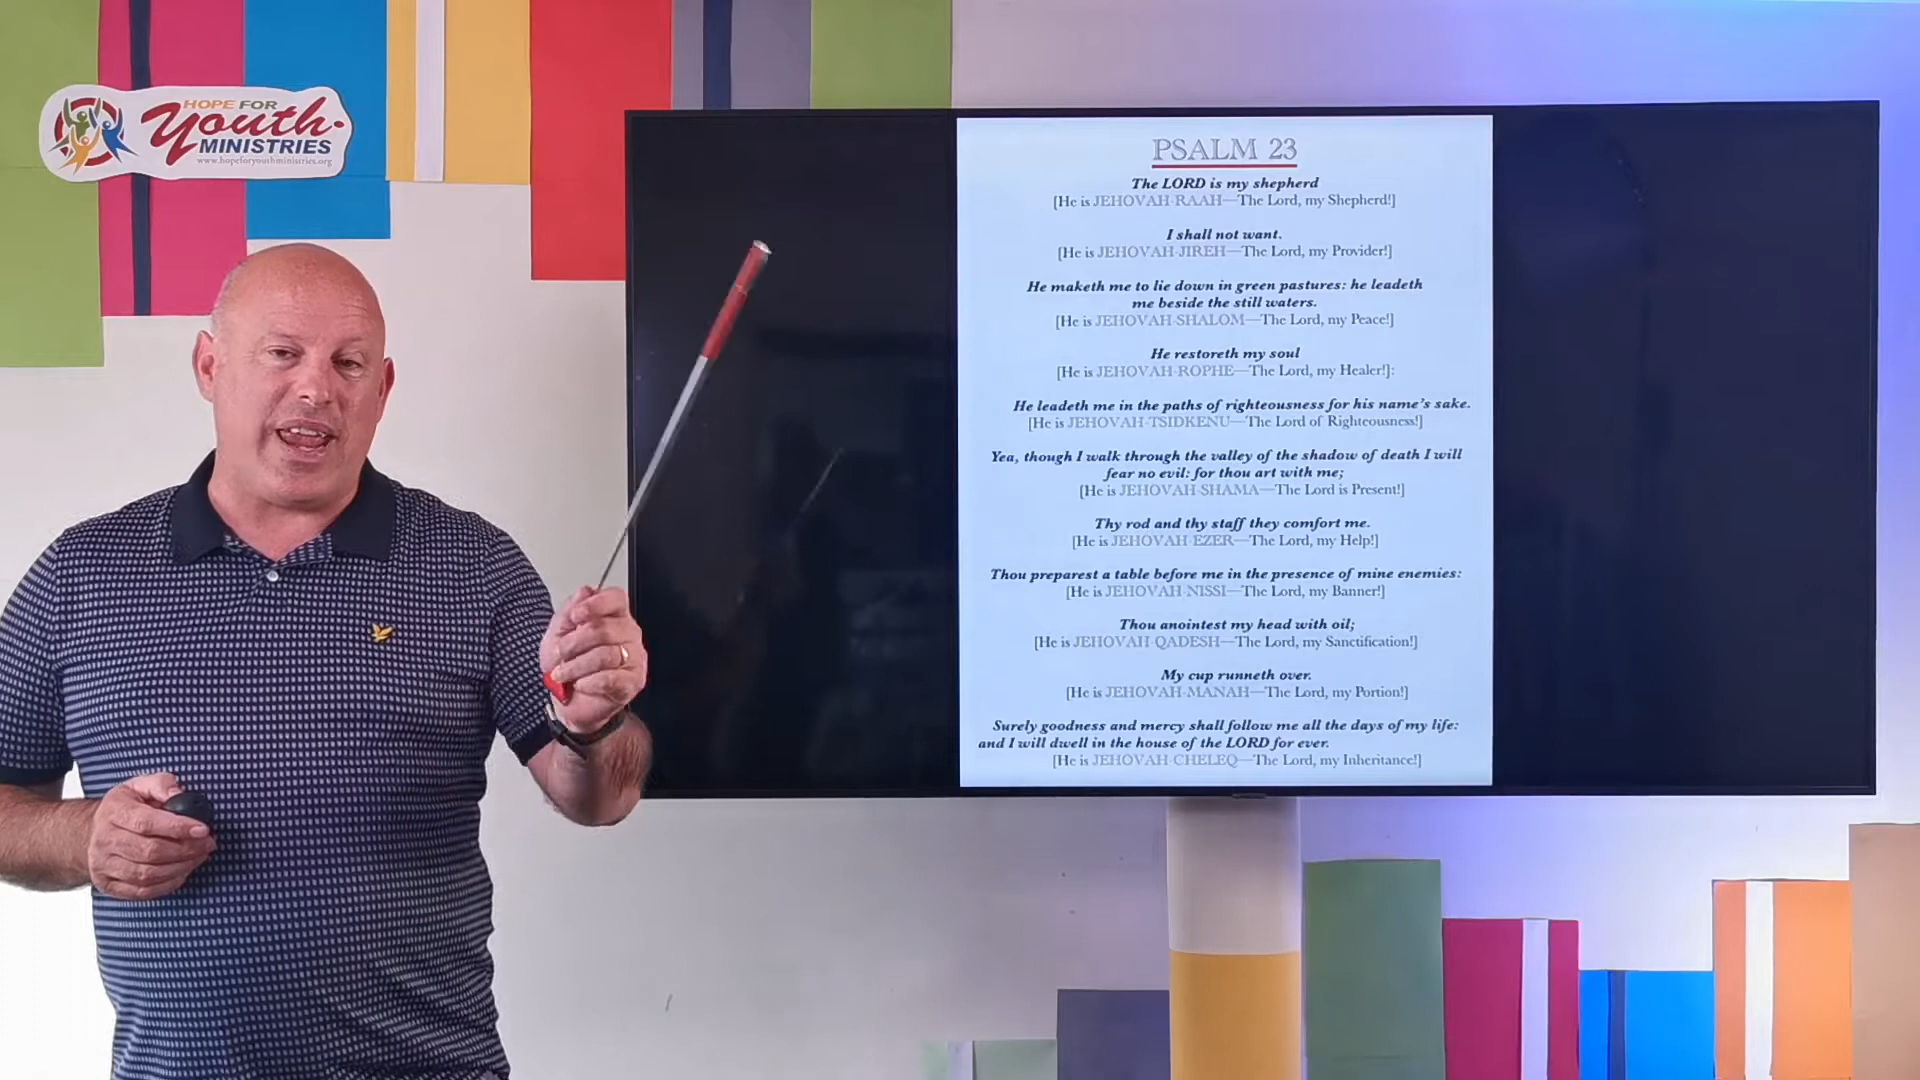 HOPE FOR
Youth
MINISTRIES
www.hopeforyouthministries.org
PSALM 23
The LORD is my shepherd
[He is JEHOVAH-RAAH—The Lord, my Shepherd!]
I shall not want.
[He is JEHOVAH-JIREH—The Lord, my Provider!]
He maketh me to lie down in green pastures: he leadeth
me beside the still waters.
[He is JEHOVAH-SHALOM—The Lord, my Peace!]
He restoreth my soul
[He is JEHOVAH-ROPHE—The Lord, my Healer!]:
He leadeth me in the paths of righteousness for his name's sake.
[He is JEHOVAH-TSIDKENU—The Lord of Righteousness!]
Yea, though I walk through the valley of the shadow of death I will
fear no evil: for thou art with me;
[He is JEHOVAH-SHAMA—The Lord is Present!]
Thy rod and thy staff they comfort me.
[He is JEHOVAH-EZER—The Lord, my Help!]
Thou preparest a table before me in the presence of mine enemies:
[He is JEHOVAH-NISSI—The Lord, my Banner!]
Thou anointest my head with oil;
[He is JEHOVAH-QADESH—The Lord, my Sanctification!]
My cup runneth over.
[He is JEHOVAH-MANAH—The Lord, my Portion!]
Surely goodness and mercy shall follow me all the days of my life:
and I will dwell in the house of the LORD for ever.
[He is JEHOVAH-CHELEQ—The Lord, my Inheritance!]